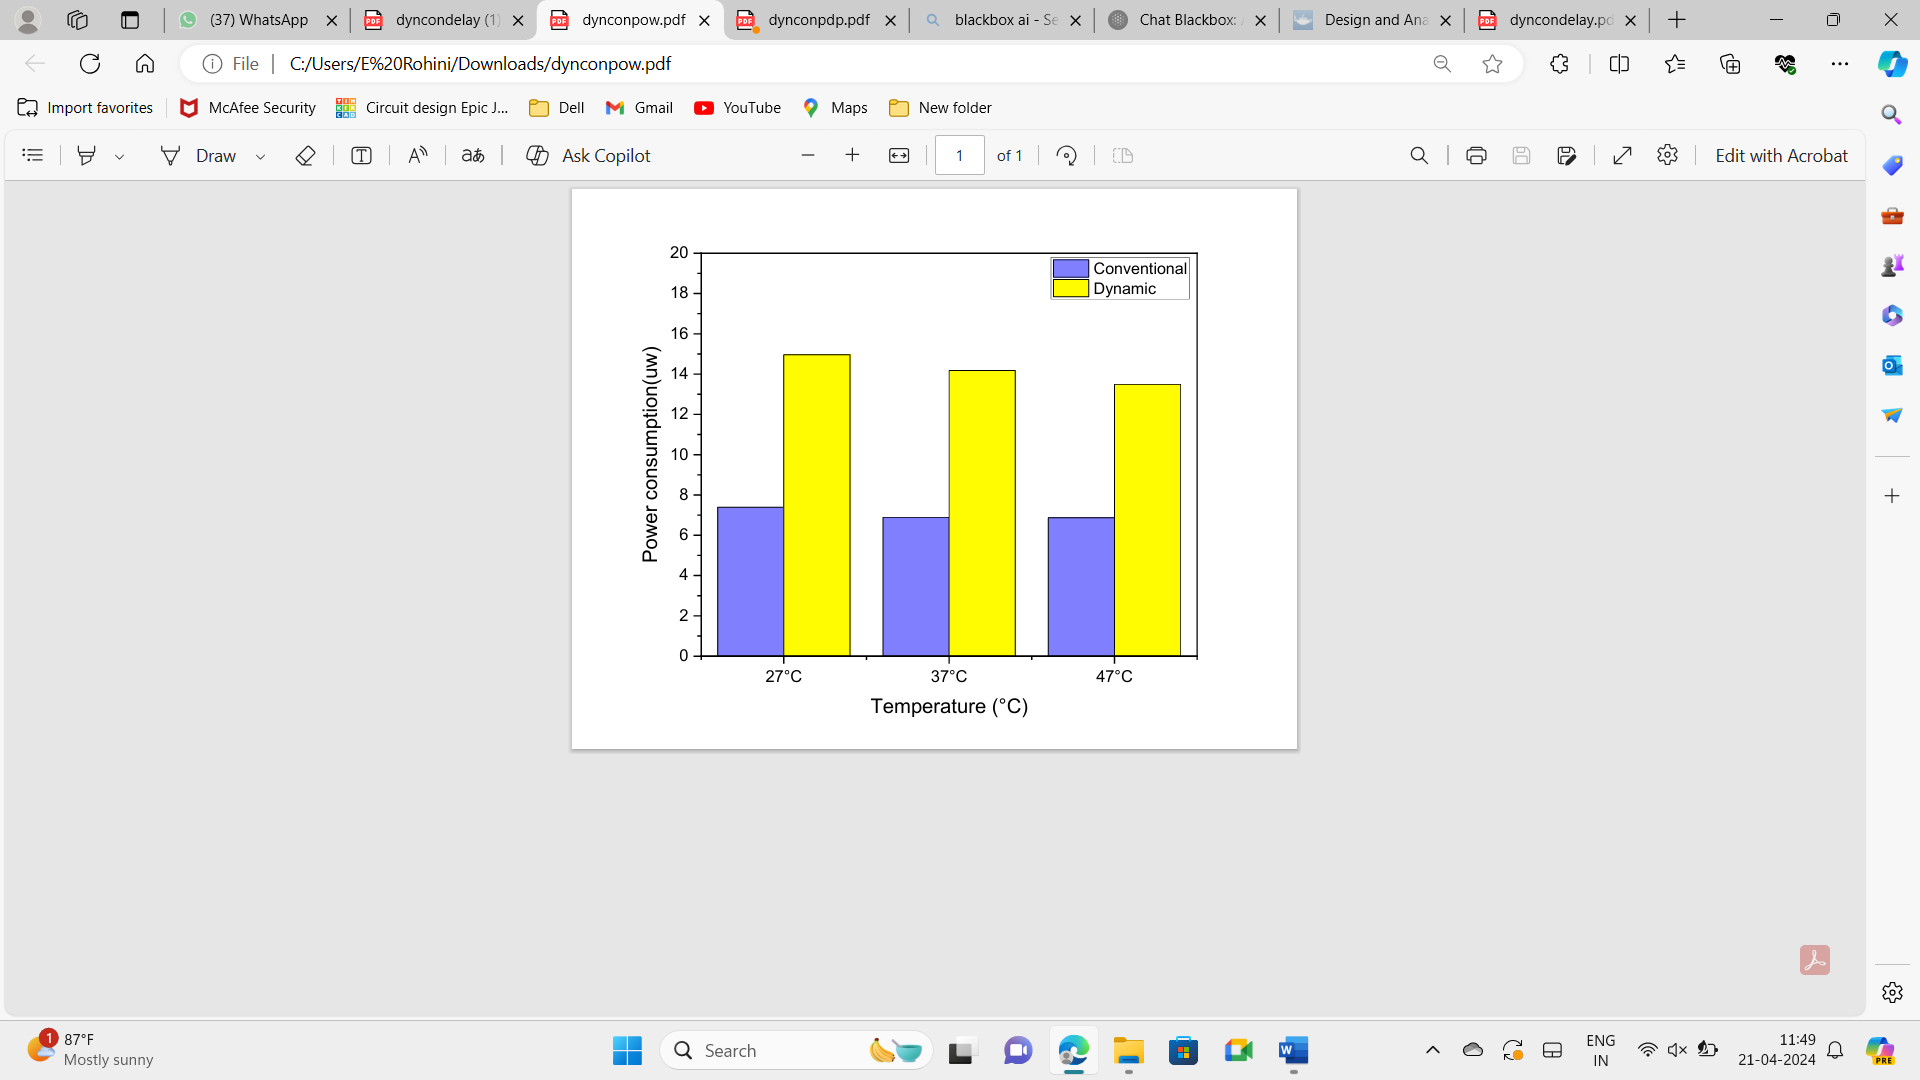 (37) WhatsApp
dyncondelay (1)
dynconpow.pdf
dynconpdp.pdf
blackbox ai - Se
Chat Blackbox: A
Design and Ana
dyncondelay.pd
File
C:/Users/E%20Rohini/Downloads/dynconpow.pdf
Import favorites
McAfee Security
Circuit design Epic J...
Dell
Gmail
YouTube
Maps
New folder
Draw
Ask Copilot
1
of 1
Edit with Acrobat
20
18
16
14
12
10
8
6
4
2
0
Power consumption(uw)
Conventional
Dynamic
27°C
37°C
47°C
Temperature (°C)
1
87°F
Mostly sunny
Search
ENG
IN
11:49
21-04-2024
PRE